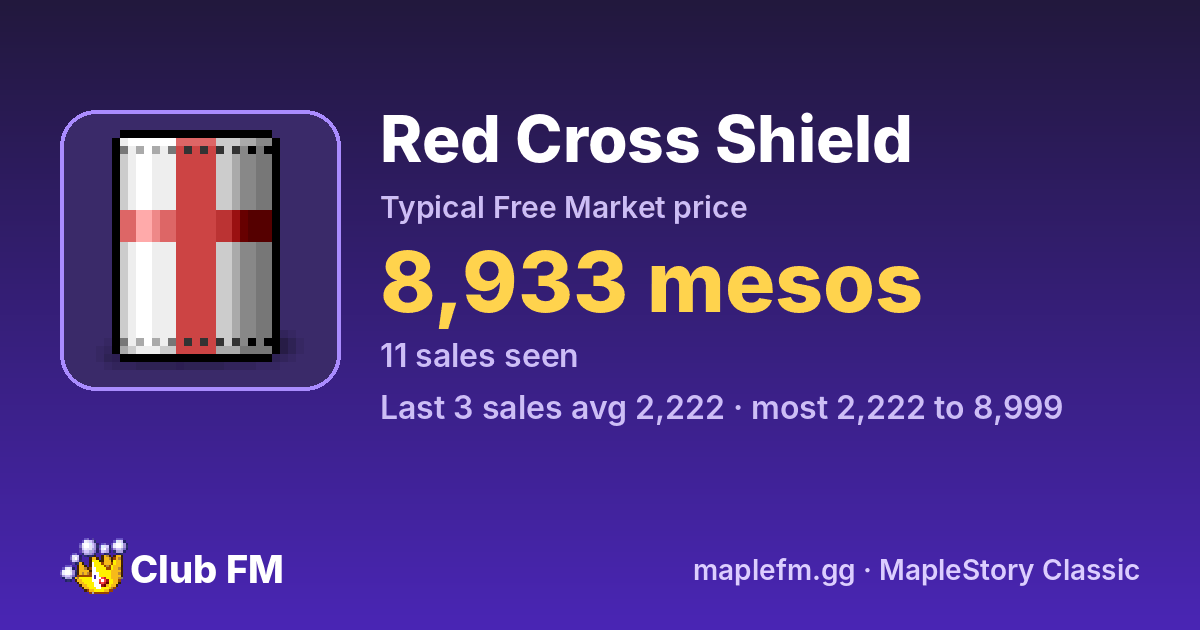 Red Cross Shield
Typical Free Market price
8,933 mesos
11 sales seen
Last 3 sales avg 2,222 · most 2,222 to 8,999
Club FM
maplefm.gg · MapleStory Classic